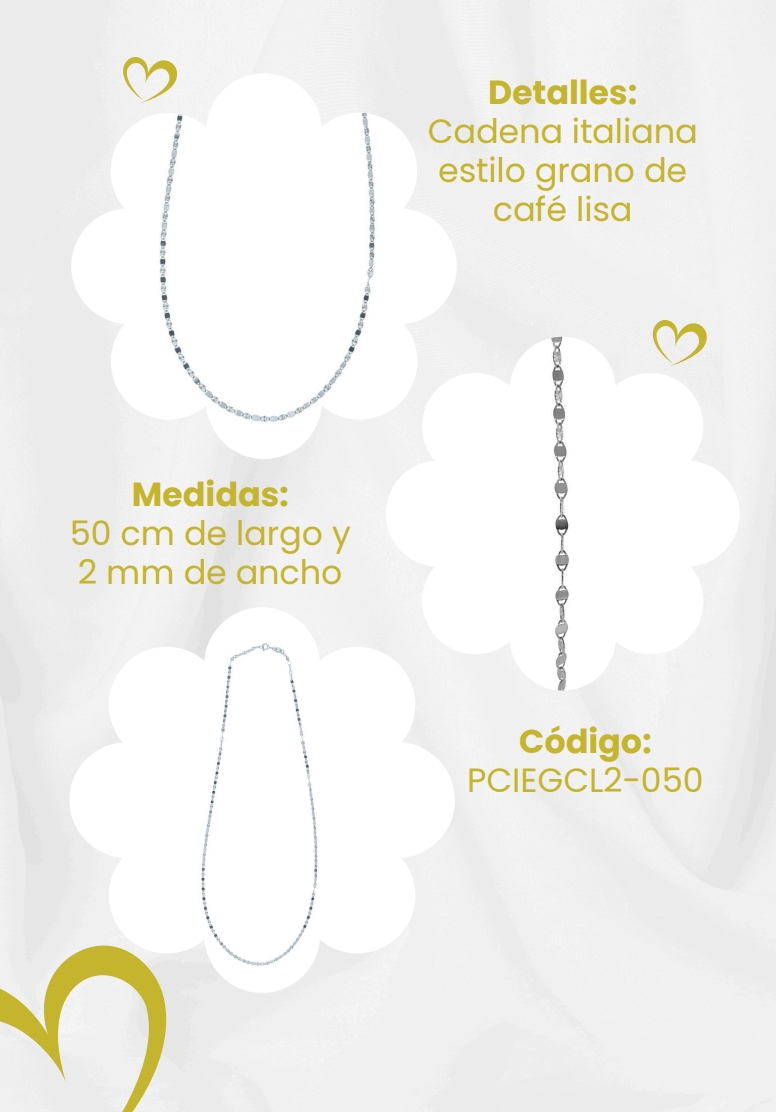 Detalles:
Cadena italiana
estilo grano de
café lisa
Medidas:
50 cm de largo y
2 mm de ancho
Código:
PCIEGCL2-050